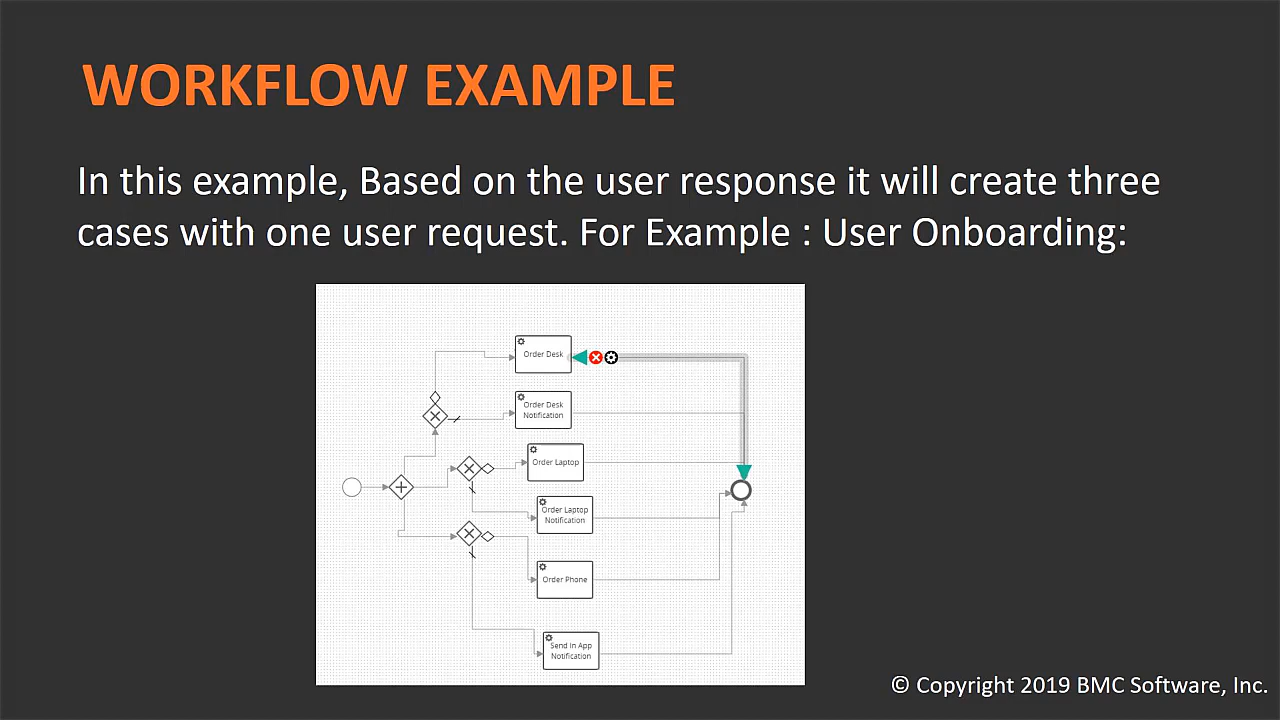 WORKFLOW EXAMPLE
In this example, Based on the user response it will create three
cases with one user request. For Example : User Onboarding:
Order Desk
Order Desk
Notification
Order Laptop
Order Laptop
Notification
Order Phone
Send In App
Notification
© Copyright 2019 BMC Software, Inc.